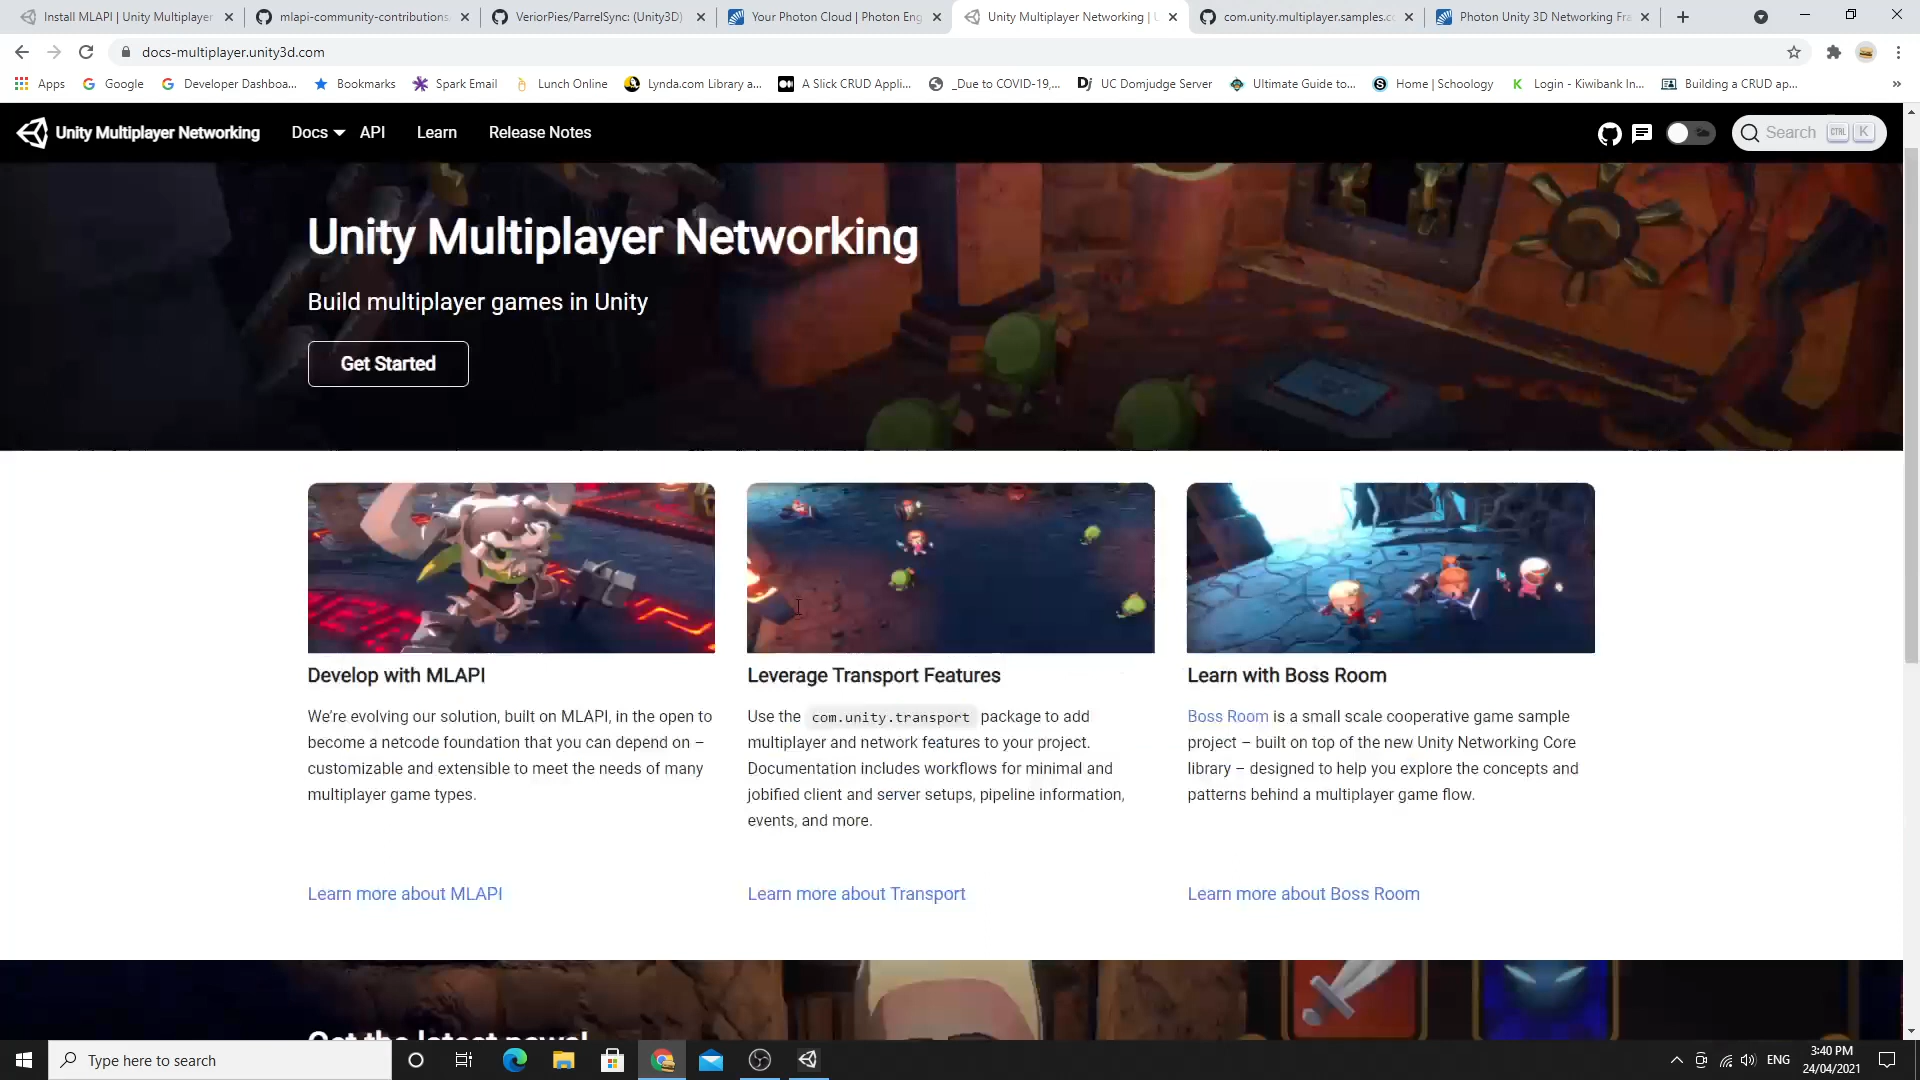 Install MLAPI | Unity Multiplayer
mlapi-community-contributions
VeriorPies/ParrelSync: (Unity3D)
Your Photon Cloud | Photon Eng
Unity Multiplayer Networking | U
com.unity.multiplayer.samples.co
Photon Unity 3D Networking Fra
docs-multiplayer.unity3d.com
Apps
Google
Developer Dashboa...
Bookmarks
Spark Email
Lunch Online
Lynda.com Library a...
A Slick CRUD Appli...
_Due to COVID-19,...
UC Domjudge Server
Ultimate Guide to...
Home | Schoology
Login - Kiwibank In...
Building a CRUD ap...
»
Unity Multiplayer Networking
Docs
API
Learn
Release Notes
Search
CTRL
K
Unity Multiplayer Networking
Build multiplayer games in Unity
Get Started
Develop with MLAPI
We're evolving our solution, built on MLAPI, in the open to
become a netcode foundation that you can depend on –
customizable and extensible to meet the needs of many
multiplayer game types.
Learn more about MLAPI
Leverage Transport Features
Use the com.unity.transport package to add
multiplayer and network features to your project.
Documentation includes workflows for minimal and
jobified client and server setups, pipeline information,
events, and more.
Learn more about Transport
Learn with Boss Room
Boss Room is a small scale cooperative game sample
project – built on top of the new Unity Networking Core
library – designed to help you explore the concepts and
patterns behind a multiplayer game flow.
Learn more about Boss Room
Get the latest news!
Type here to search
ENG
3:40 PM
24/04/2021